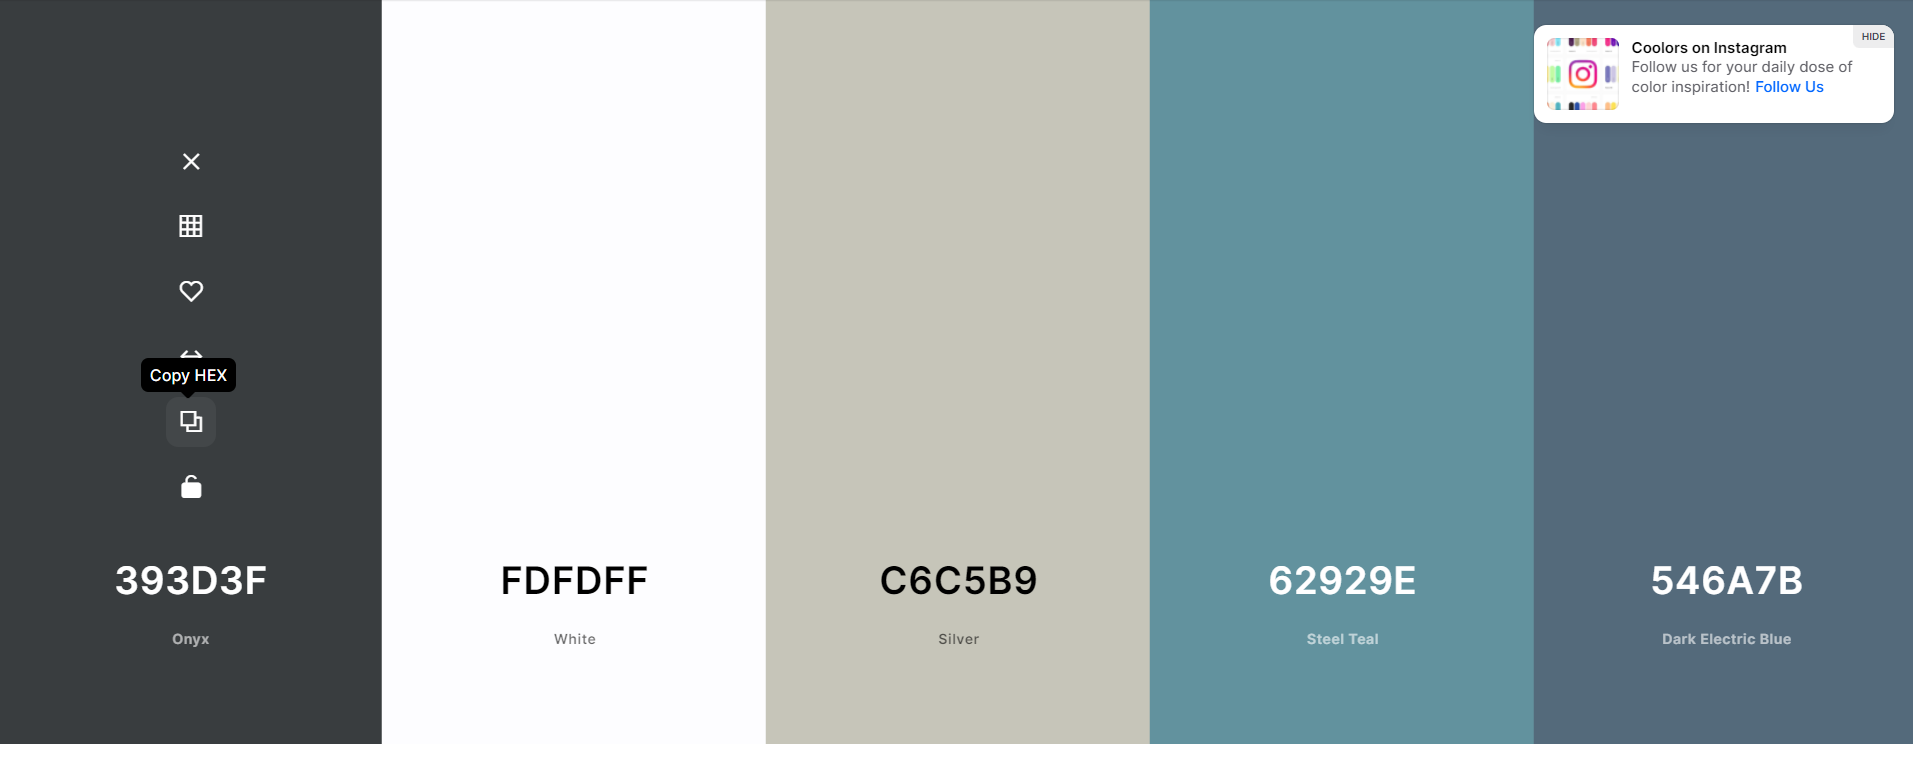 HIDE
Coolors on Instagram
Follow us for your daily dose of
color inspiration! Follow Us
Copy HEX
393D3F
Onyx
FDFDFF
White
C6C5B9
Silver
62929E
Steel Teal
546A7B
Dark Electric Blue